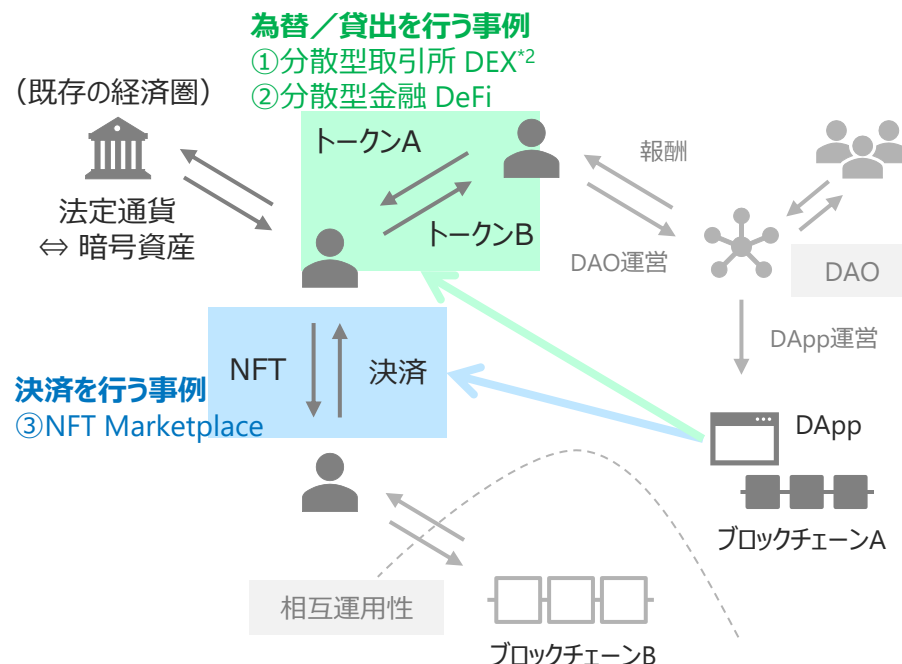 為替／貸出を行う事例
①分散型取引所 DEX*2
②分散型金融 DeFi
（既存の経済圏）
法定通貨
⇔ 暗号資産
トークンA
トークンB
報酬
DAO運営
DAO
DApp運営
NFT
決済
決済を行う事例
③NFT Marketplace
DApp
ブロックチェーンA
相互運用性
ブロックチェーンB